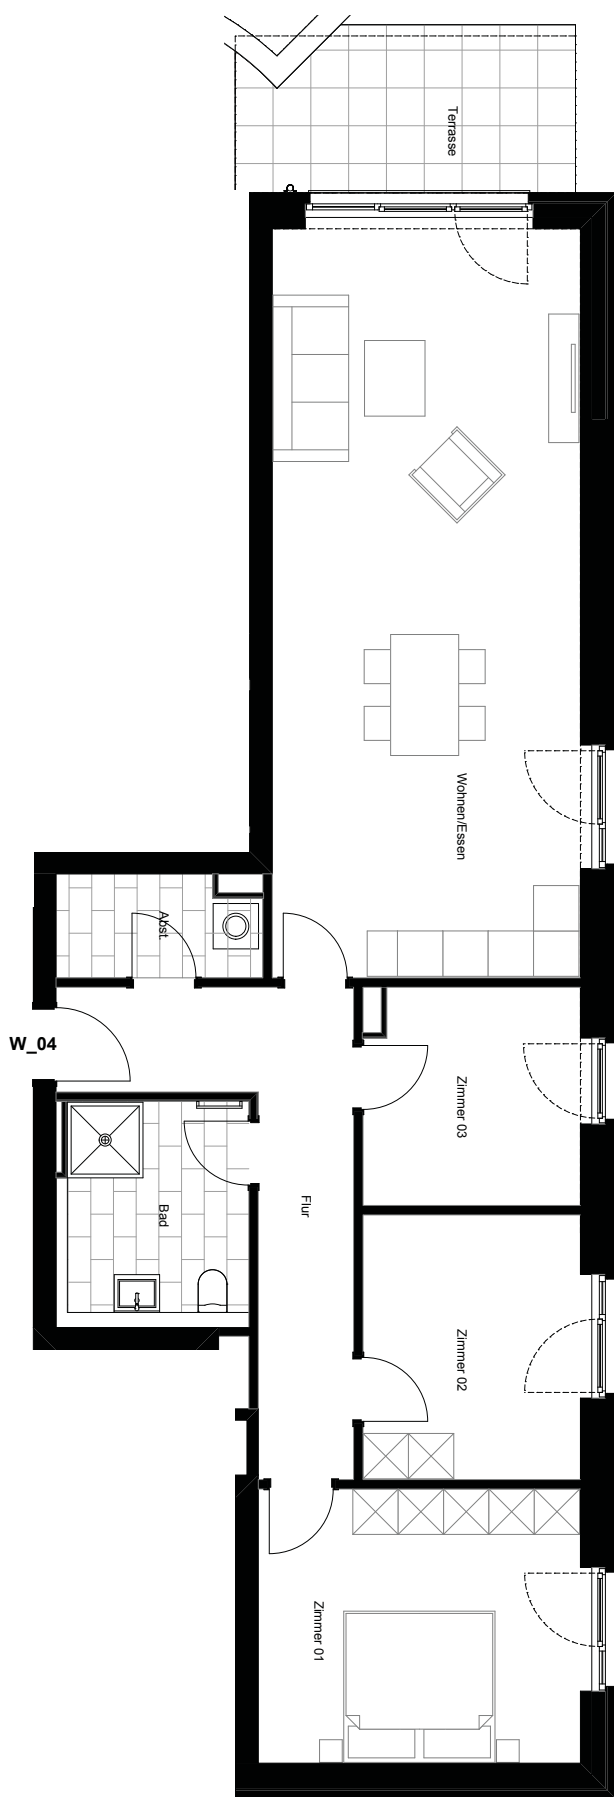 Terrasse
Wohnen/Essen
Abst.
W_04
Zimmer 03
Flur
Bad
Zimmer 02
Zimmer 01